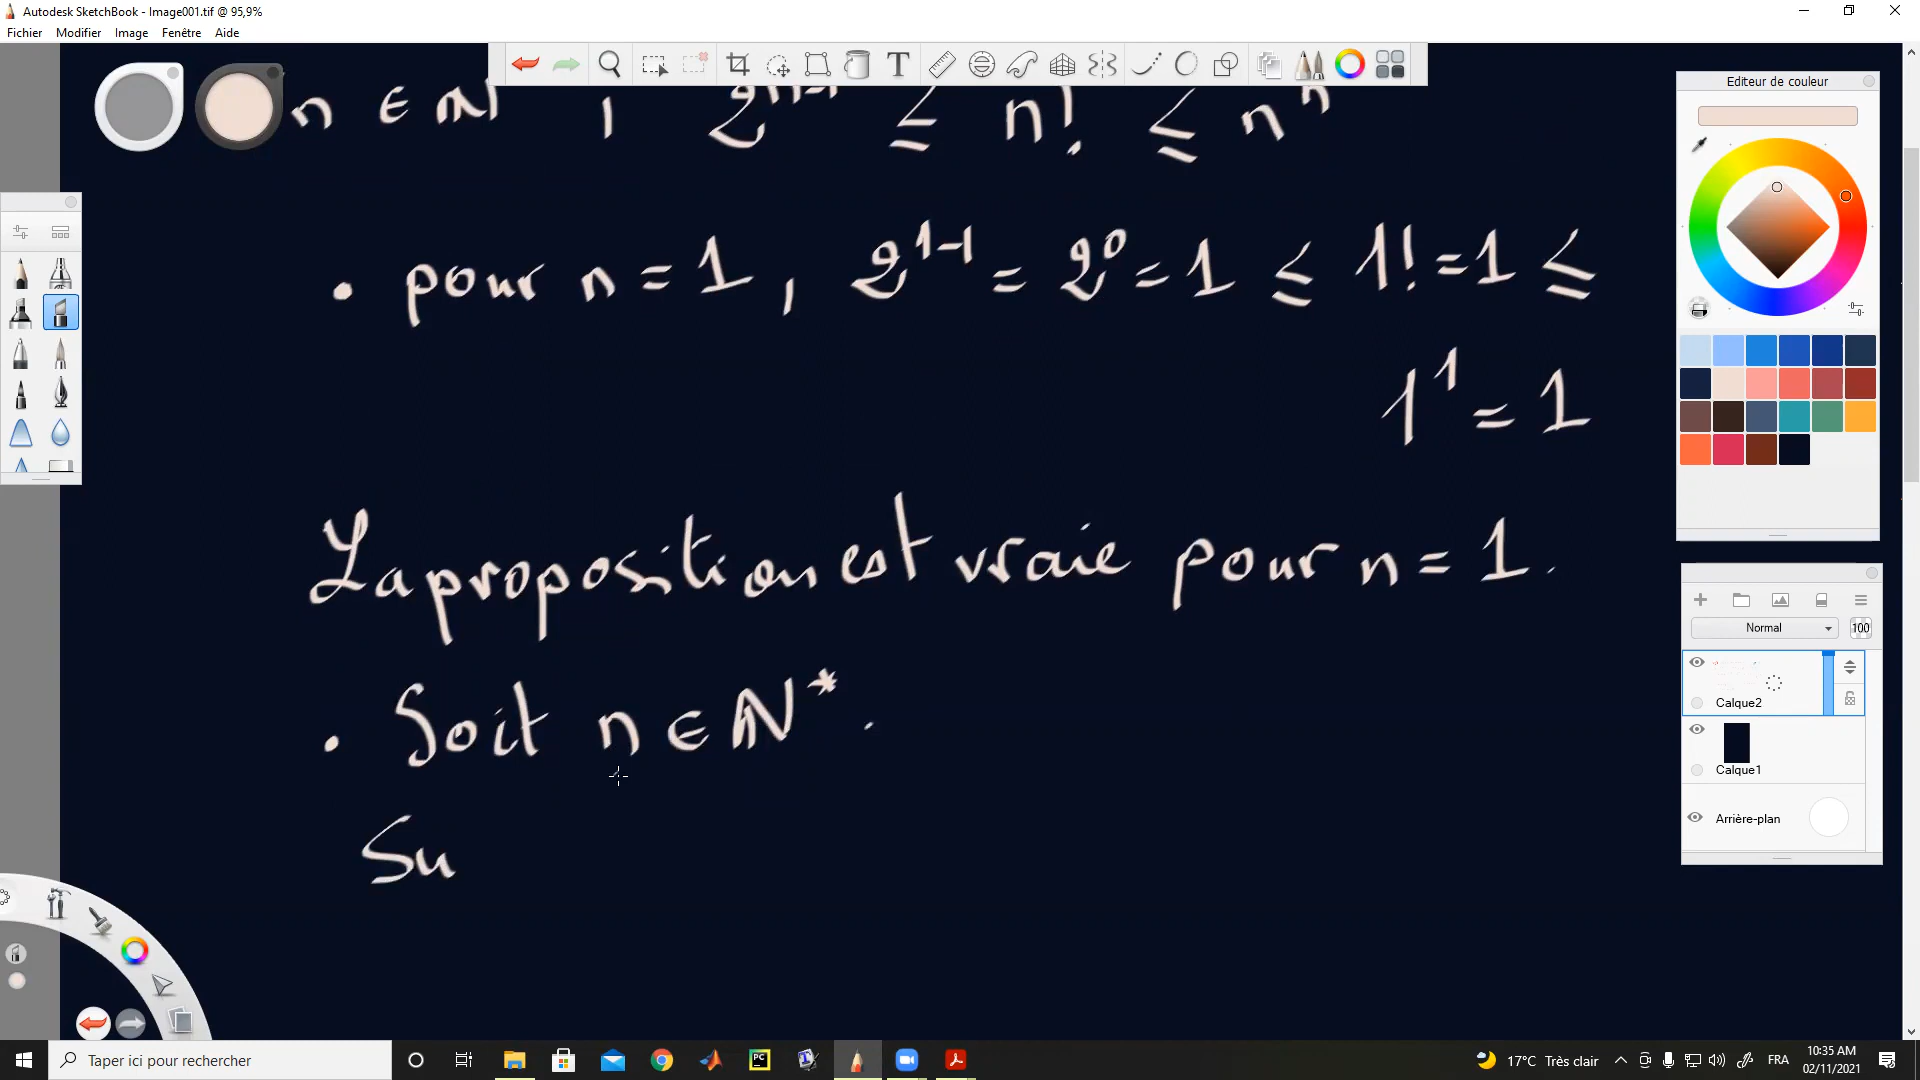 Autodesk SketchBook - Image001.tif @ 95,9%
Fichier Modifier Image Fenêtre Aide
n ∈ ℕ , 2ⁿ⁻¹ ≤ n! ≤ nⁿ
• pour n = 1, 2¹⁻¹ = 2⁰ = 1 ≤ 1! = 1 ≤
1¹ = 1
La proposition est vraie pour n = 1.
• Soit n ∈ ℕ*.
Su
Editeur de couleur
Normal 100
Calque2
Calque1
Arrière-plan
Taper ici pour rechercher
PC
17°C Très clair
FRA
10:35 AM
02/11/2021